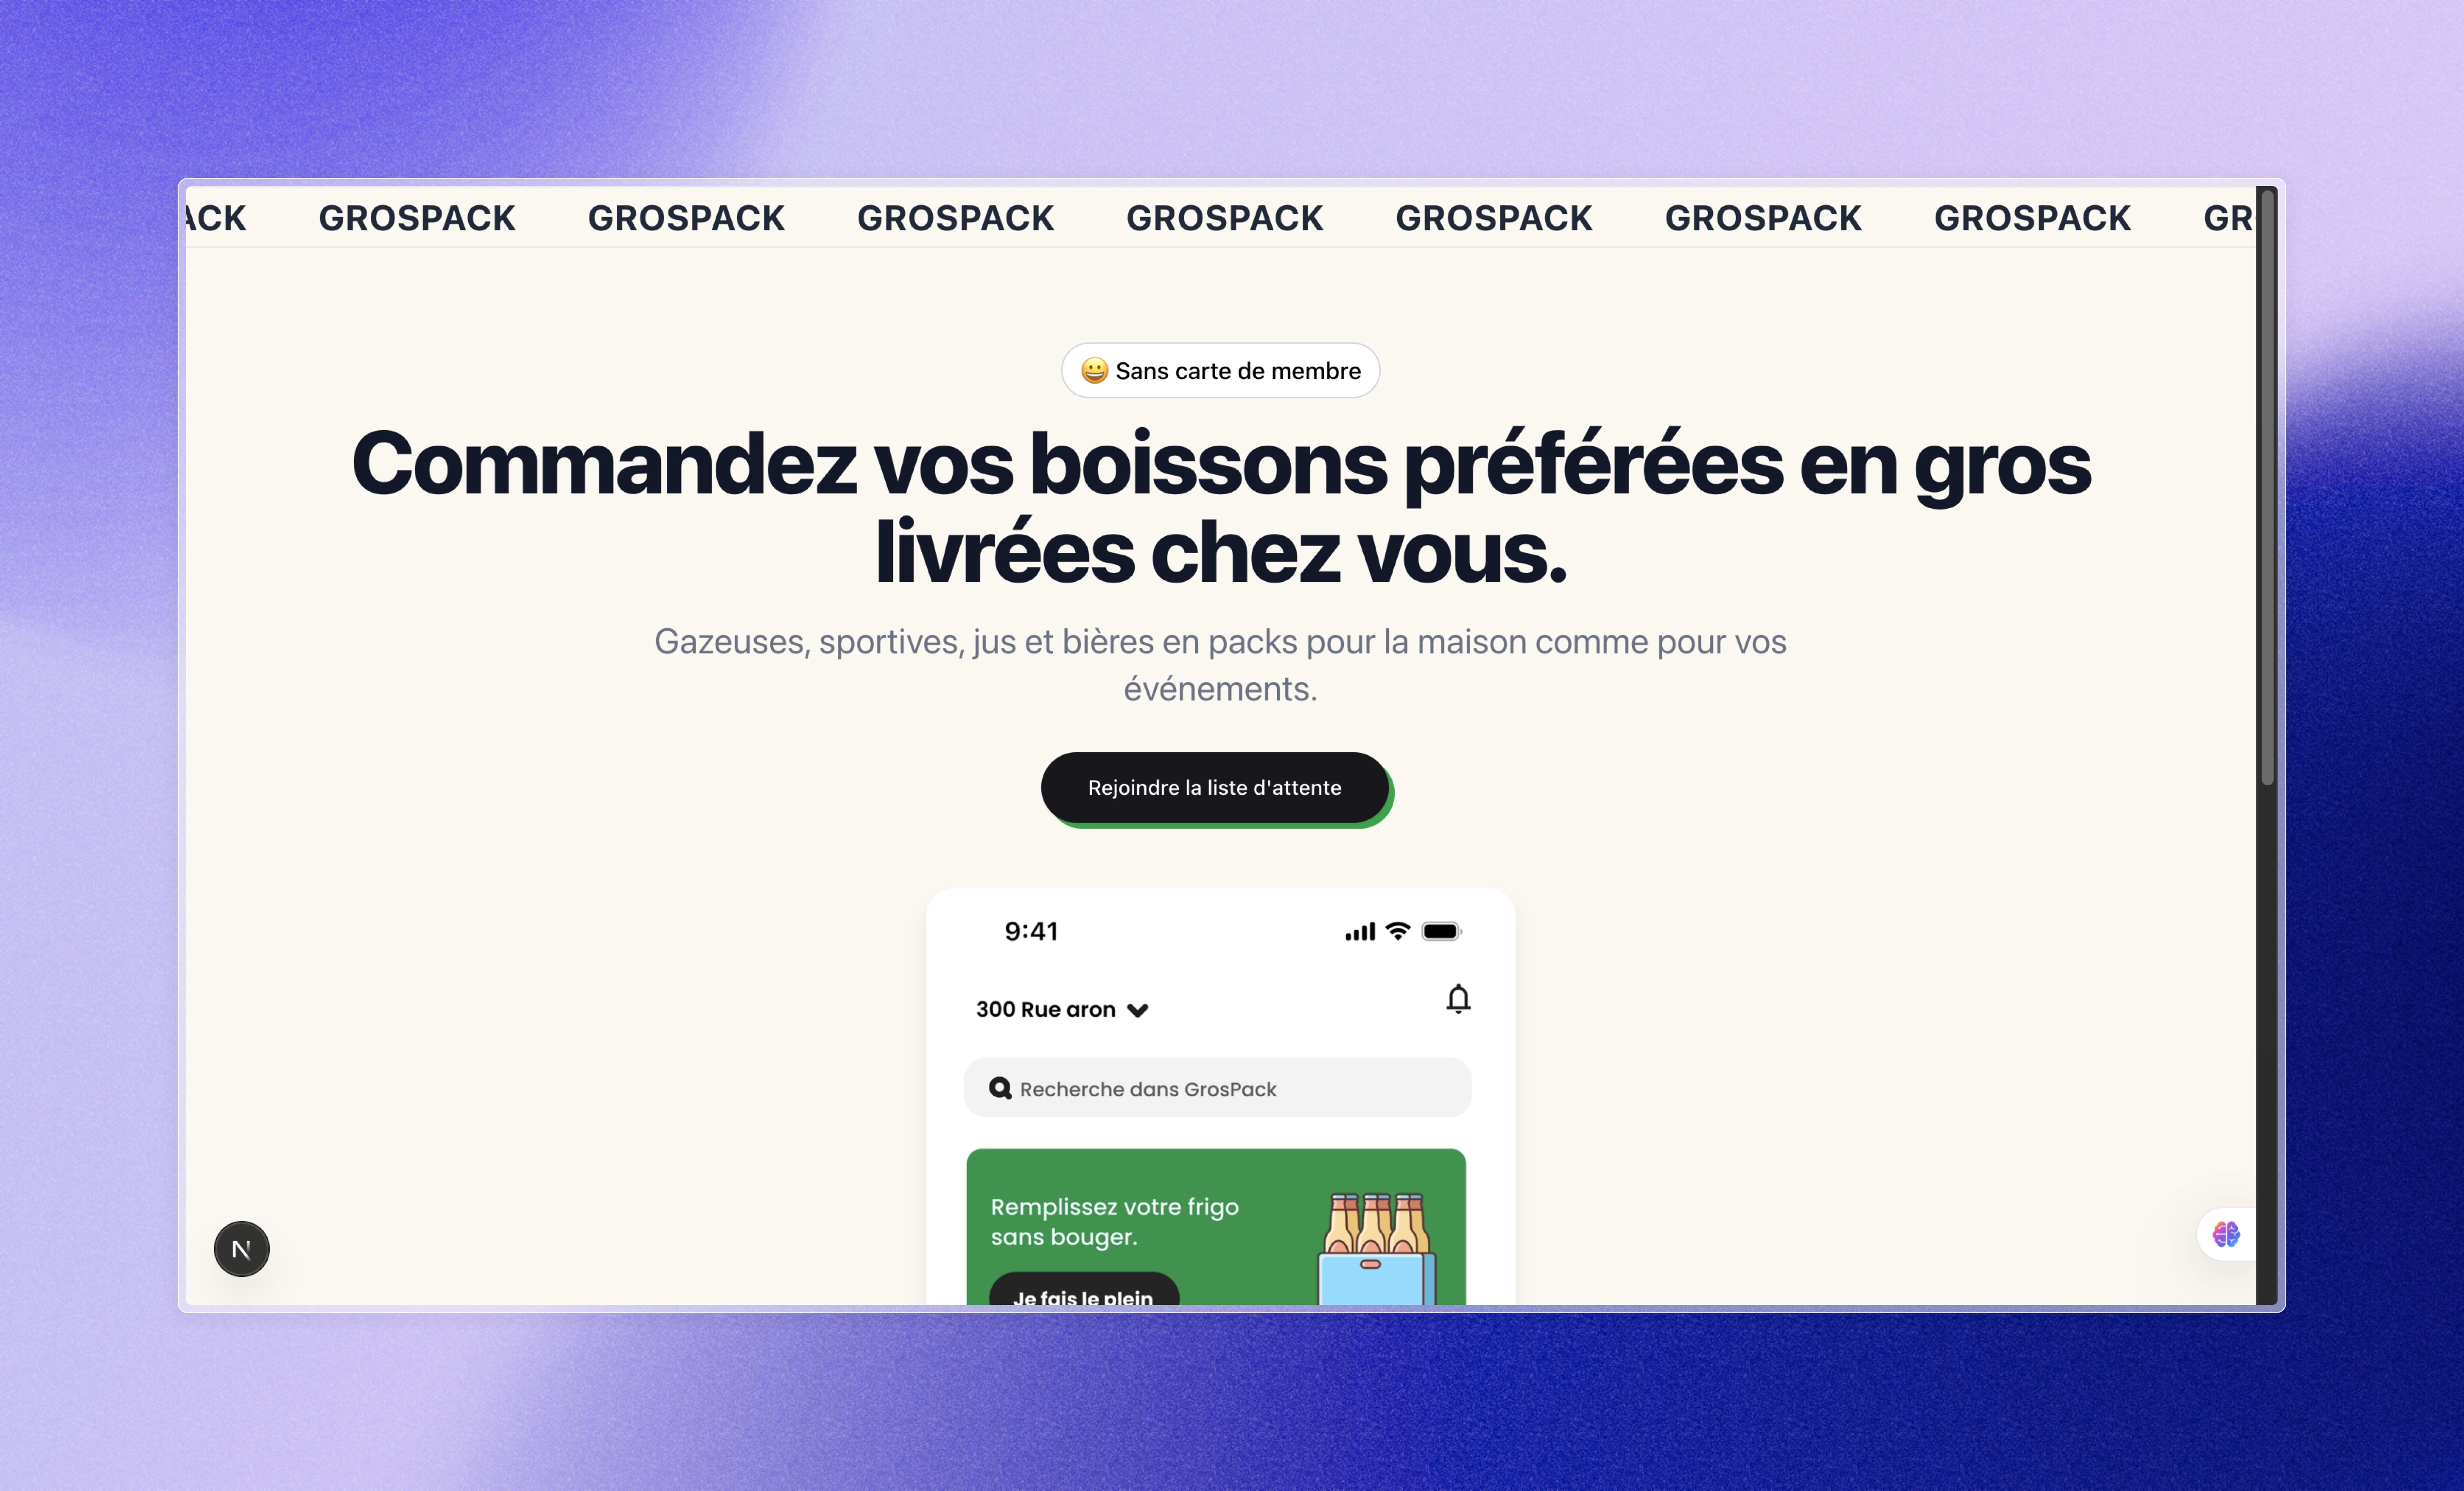 ACK GROSPACK GROSPACK GROSPACK GROSPACK GROSPACK GROSPACK GROSPACK GR
😀 Sans carte de membre
Commandez vos boissons préférées en gros
livrées chez vous.
Gazeuses, sportives, jus et bières en packs pour la maison comme pour vos
événements.
Rejoindre la liste d'attente
9:41
300 Rue aron
Recherche dans GrosPack
Remplissez votre frigo
sans bouger.
Je fais le plein
N